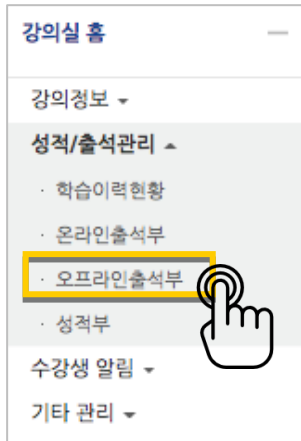 강의실 홈
강의정보
성적/출석관리
· 학습이력현황
· 온라인출석부
· 오프라인출석부
· 성적부
수강생 알림
기타 관리